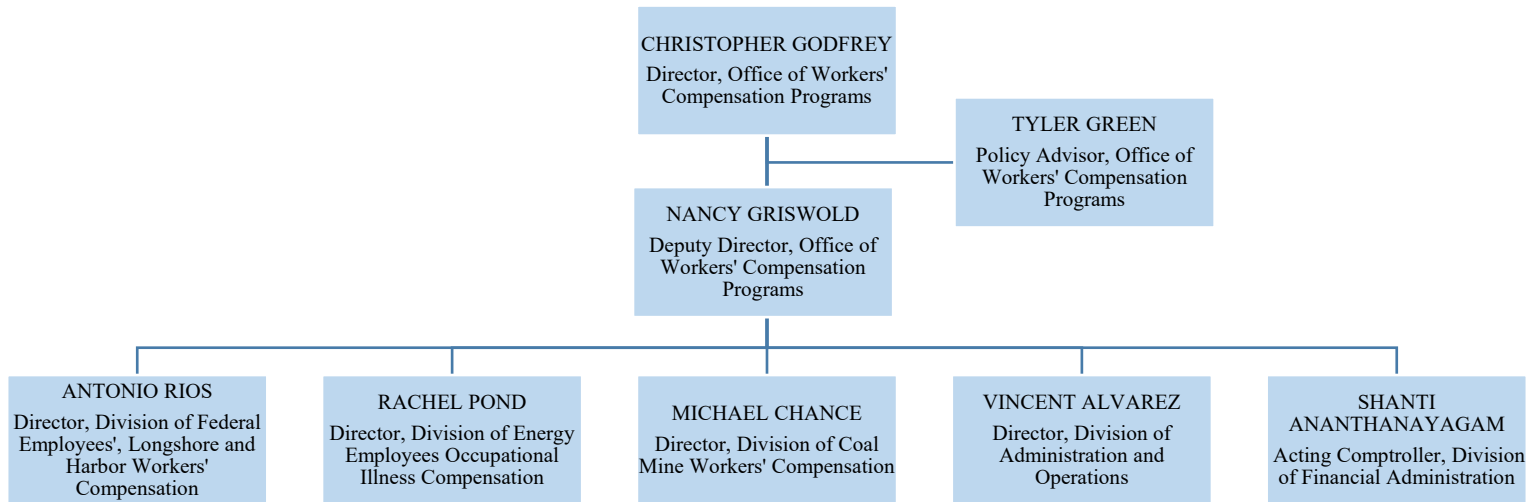 CHRISTOPHER GODFREY
Director, Office of Workers'
Compensation Programs
TYLER GREEN
Policy Advisor, Office of
Workers' Compensation
Programs
NANCY GRISWOLD
Deputy Director, Office of
Workers' Compensation
Programs
ANTONIO RIOS
Director, Division of Federal
Employees', Longshore and
Harbor Workers'
Compensation
RACHEL POND
Director, Division of Energy
Employees Occupational
Illness Compensation
MICHAEL CHANCE
Director, Division of Coal
Mine Workers' Compensation
VINCENT ALVAREZ
Director, Division of
Administration and
Operations
SHANTI
ANANTHANAYAGAM
Acting Comptroller, Division
of Financial Administration